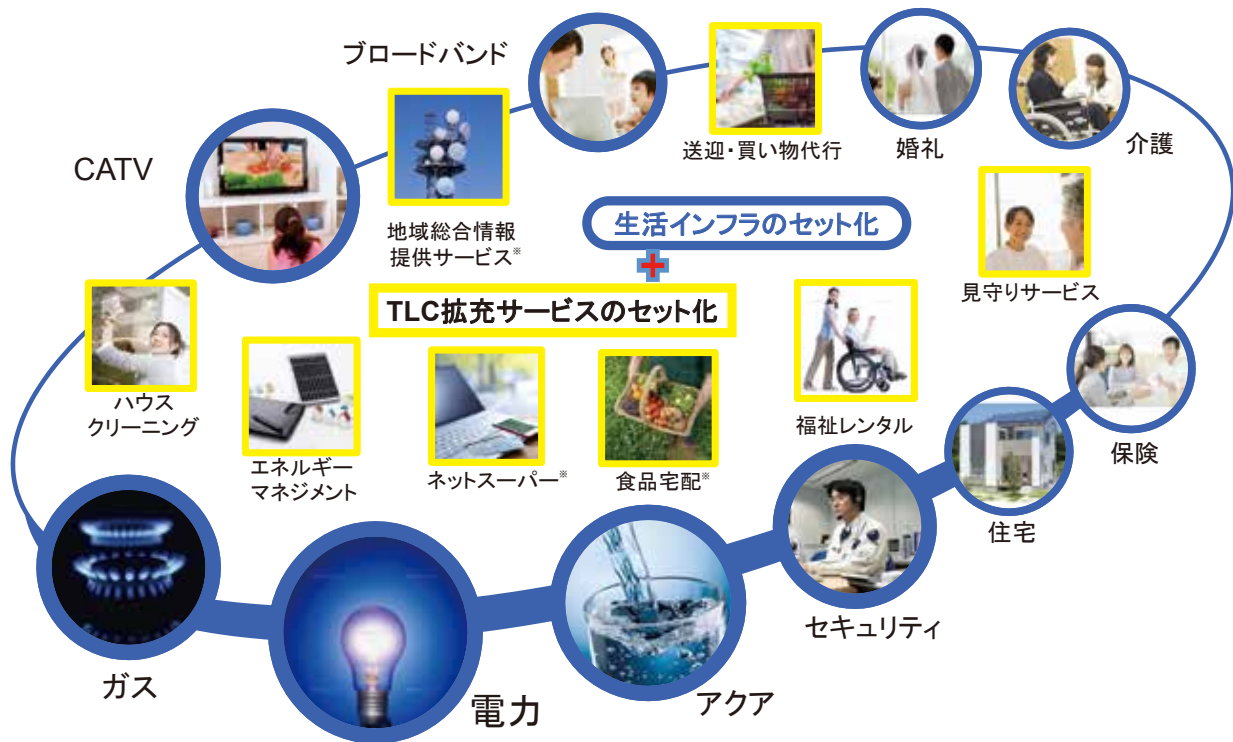 ブロードバンド
CATV
送迎・買い物代行
婚礼
介護
地域総合情報
提供サービス※
生活インフラのセット化
+
TLC拡充サービスのセット化
見守りサービス
ハウス
クリーニング
エネルギー
マネジメント
ネットスーパー※
食品宅配※
福祉レンタル
保険
住宅
セキュリティ
ガス
電力
アクア